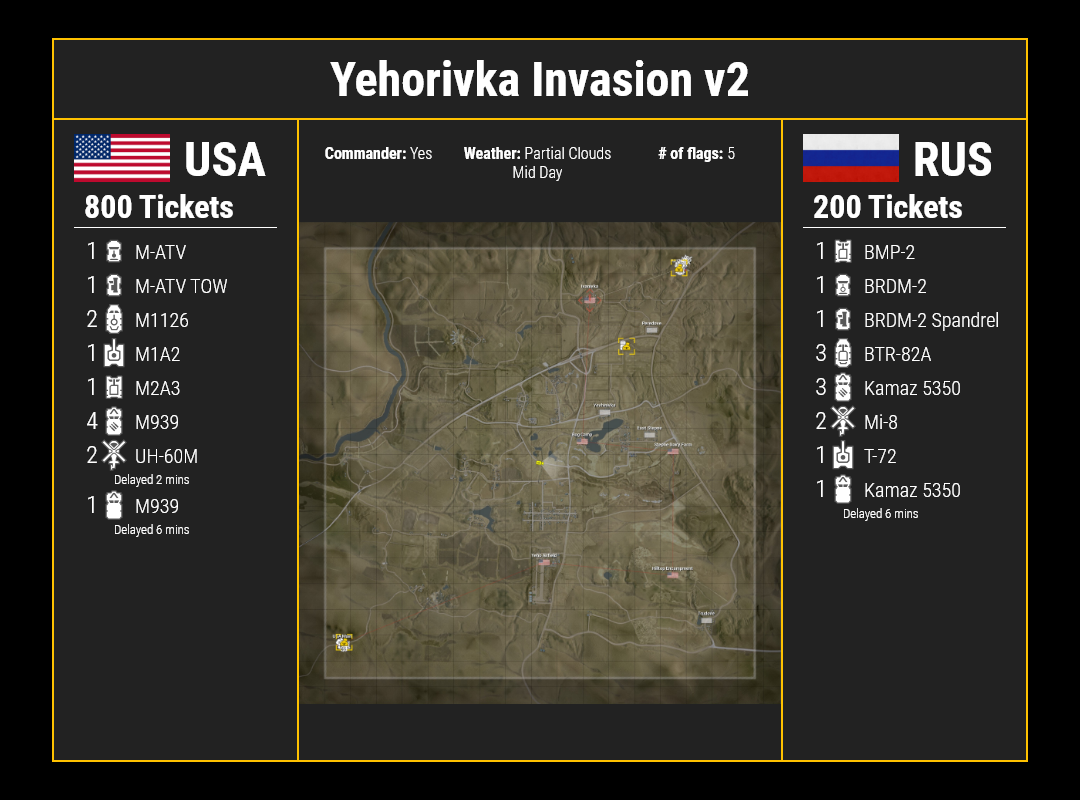 Yehorivka Invasion v2
USA
800 Tickets
1 M-ATV
1 M-ATV TOW
2 M1126
1 M1A2
1 M2A3
4 M939
2 UH-60M
Delayed 2 mins
1 M939
Delayed 6 mins
Commander: Yes
Weather: Partial Clouds
Mid Day
# of flags: 5
RUS
200 Tickets
1 BMP-2
1 BRDM-2
1 BRDM-2 Spandrel
3 BTR-82A
3 Kamaz 5350
2 Mi-8
1 T-72
1 Kamaz 5350
Delayed 6 mins